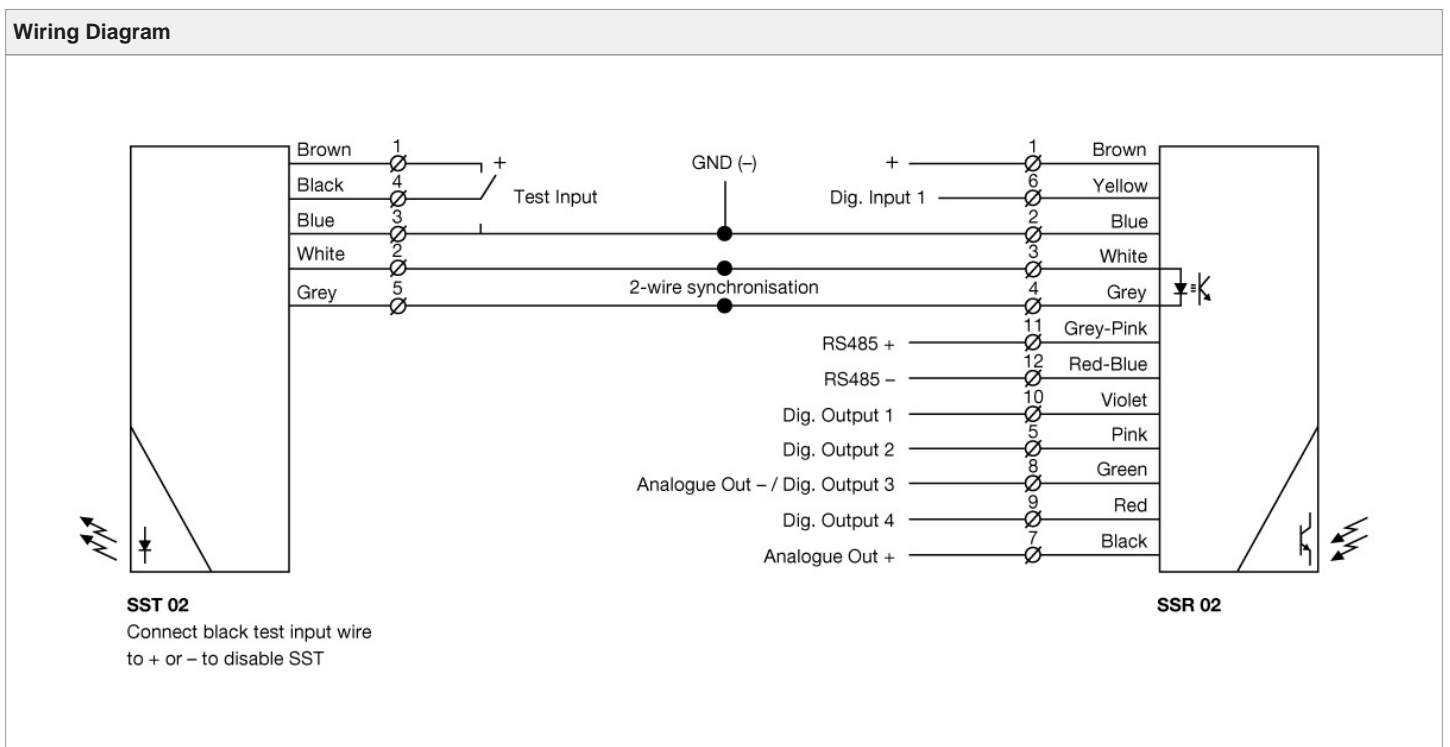 Wiring Diagram
Brown 1
+
Black 4
Test Input
Blue 3
White 2
Grey 5
GND (–)
2-wire synchronisation
+ 1 Brown
Dig. Input 1 6 Yellow
2 Blue
3 White
4 Grey
RS485 + 11 Grey-Pink
RS485 – 12 Red-Blue
Dig. Output 1 10 Violet
Dig. Output 2 5 Pink
Analogue Out – / Dig. Output 3 8 Green
Dig. Output 4 9 Red
Analogue Out + 7 Black
SST 02
Connect black test input wire
to + or – to disable SST
SSR 02